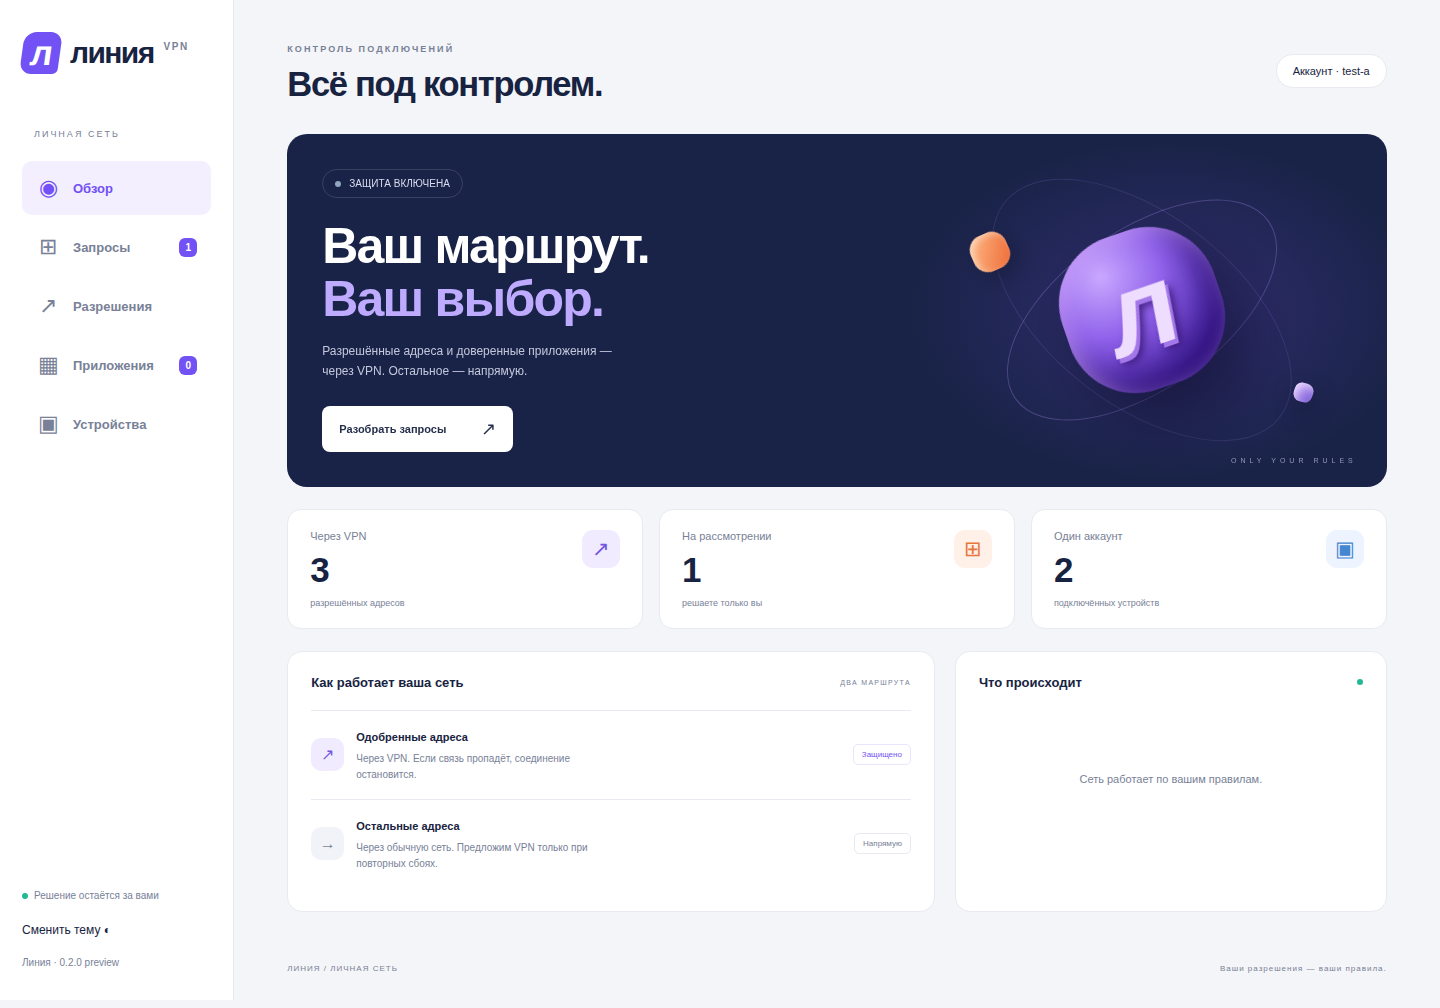 Л линия VPN
ЛИЧНАЯ СЕТЬ
Обзор
Запросы 1
Разрешения
Приложения 0
Устройства
Решение остаётся за вами
Сменить тему
Линия · 0.2.0 preview
КОНТРОЛЬ ПОДКЛЮЧЕНИЙ
Всё под контролем.
Аккаунт · test-a
ЗАЩИТА ВКЛЮЧЕНА
Ваш маршрут.
Ваш выбор.
Разрешённые адреса и доверенные приложения —
через VPN. Остальное — напрямую.
Разобрать запросы ↗
Л
ONLY YOUR RULES
Через VPN
3
разрешённых адресов
На рассмотрении
1
решаете только вы
Один аккаунт
2
подключённых устройств
Как работает ваша сеть
ДВА МАРШРУТА
Одобренные адреса
Через VPN. Если связь пропадёт, соединение
остановится.
Защищено
Остальные адреса
Через обычную сеть. Предложим VPN только при
повторных сбоях.
Напрямую
Что происходит
Сеть работает по вашим правилам.
ЛИНИЯ / ЛИЧНАЯ СЕТЬ
Ваши разрешения — ваши правила.